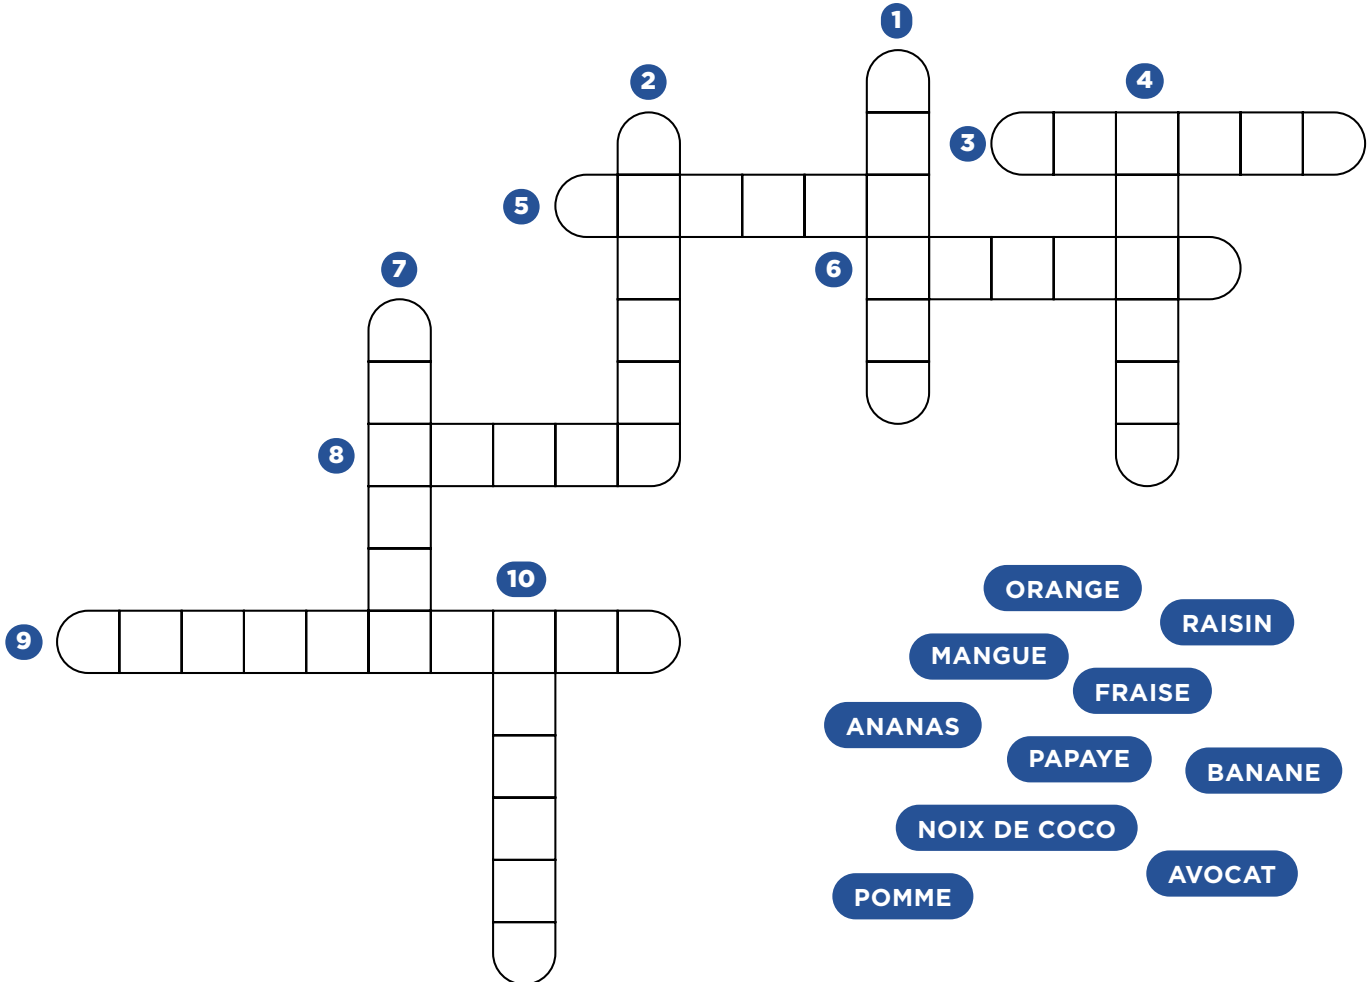 1
2
4
3
5
6
7
8
10
9
ORANGE
RAISIN
MANGUE
FRAISE
ANANAS
PAPAYE
BANANE
NOIX DE COCO
AVOCAT
POMME